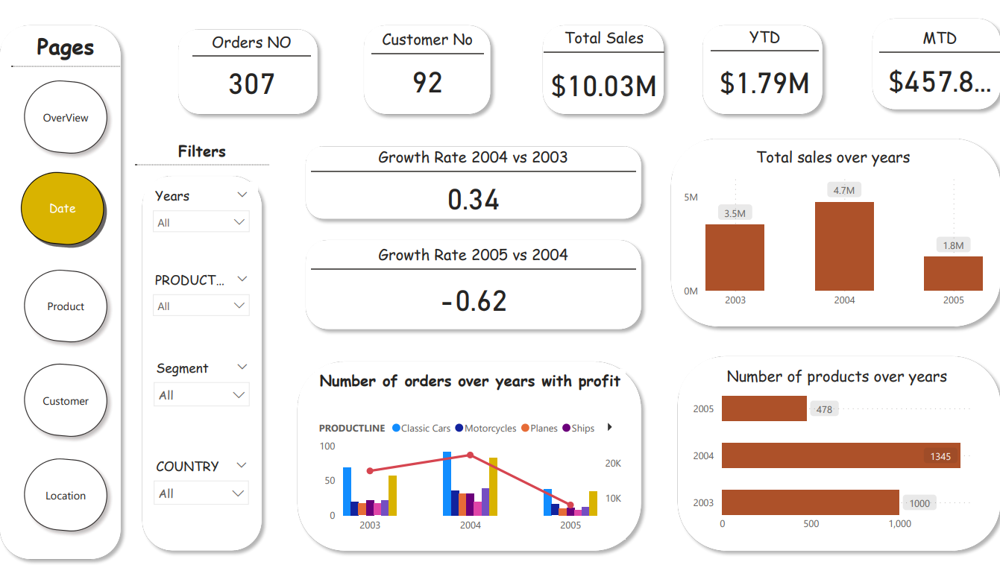 Pages
OverView
Date
Product
Customer
Location
Orders NO
307
Customer No
92
Total Sales
$10.03M
YTD
$1.79M
MTD
$457.8...
Filters
Years
All
PRODUCT...
All
Segment
All
COUNTRY
All
Growth Rate 2004 vs 2003
0.34
Growth Rate 2005 vs 2004
-0.62
Total sales over years
5M
0M
3.5M
4.7M
1.8M
2003
2004
2005
Number of orders over years with profit
PRODUCTLINE Classic Cars Motorcycles Planes Ships
100
50
0
20K
10K
2003
2004
2005
Number of products over years
2005
478
2004
1345
2003
1000
0
500
1,000